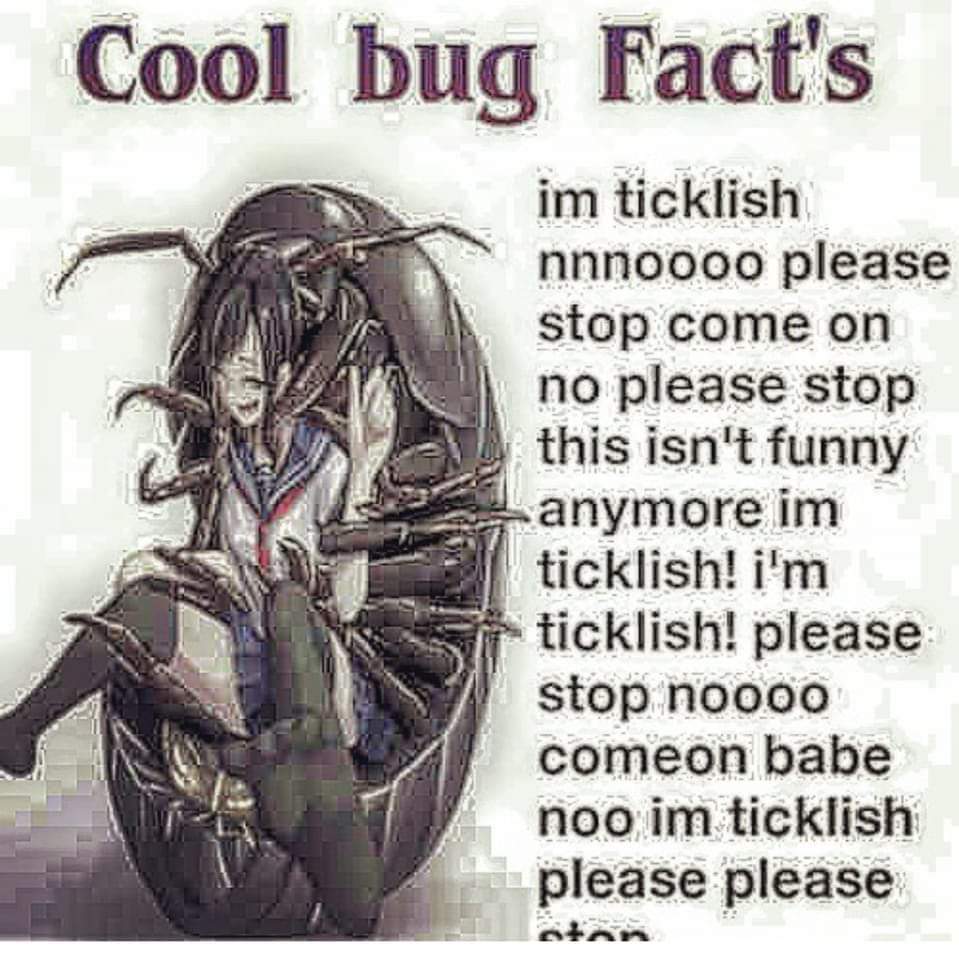 Cool bug Fact's
im ticklish
nnnoooo please
stop come on
no please stop
this isn't funny
anymore im
ticklish! i'm
ticklish! please
stop noooo
comeon babe
noo im ticklish
please please
stop